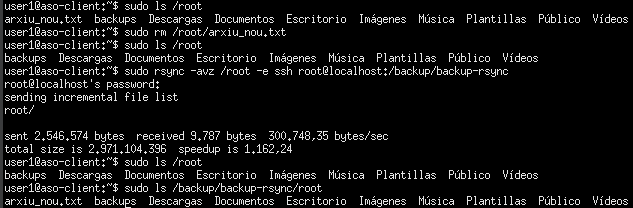 user1@aso-client:~$ sudo ls /root
arxiu_nou.txt  backups  Descargas  Documentos  Escritorio  Imágenes  Música  Plantillas  Público  Vídeos
user1@aso-client:~$ sudo rm /root/arxiu_nou.txt
user1@aso-client:~$ sudo ls /root
backups  Descargas  Documentos  Escritorio  Imágenes  Música  Plantillas  Público  Vídeos
user1@aso-client:~$ sudo rsync -avz /root -e ssh root@localhost:/backup/backup-rsync
root@localhost's password:
sending incremental file list
root/
sent 2.546.574 bytes  received 9.787 bytes  300.748,35 bytes/sec
total size is 2.971.104.396  speedup is 1.162,24
user1@aso-client:~$ sudo ls /root
backups  Descargas  Documentos  Escritorio  Imágenes  Música  Plantillas  Público  Vídeos
user1@aso-client:~$ sudo ls /backup/backup-rsync/root
arxiu_nou.txt  backups  Descargas  Documentos  Escritorio  Imágenes  Música  Plantillas  Público  Vídeos